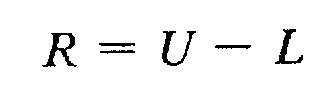 R = U − L